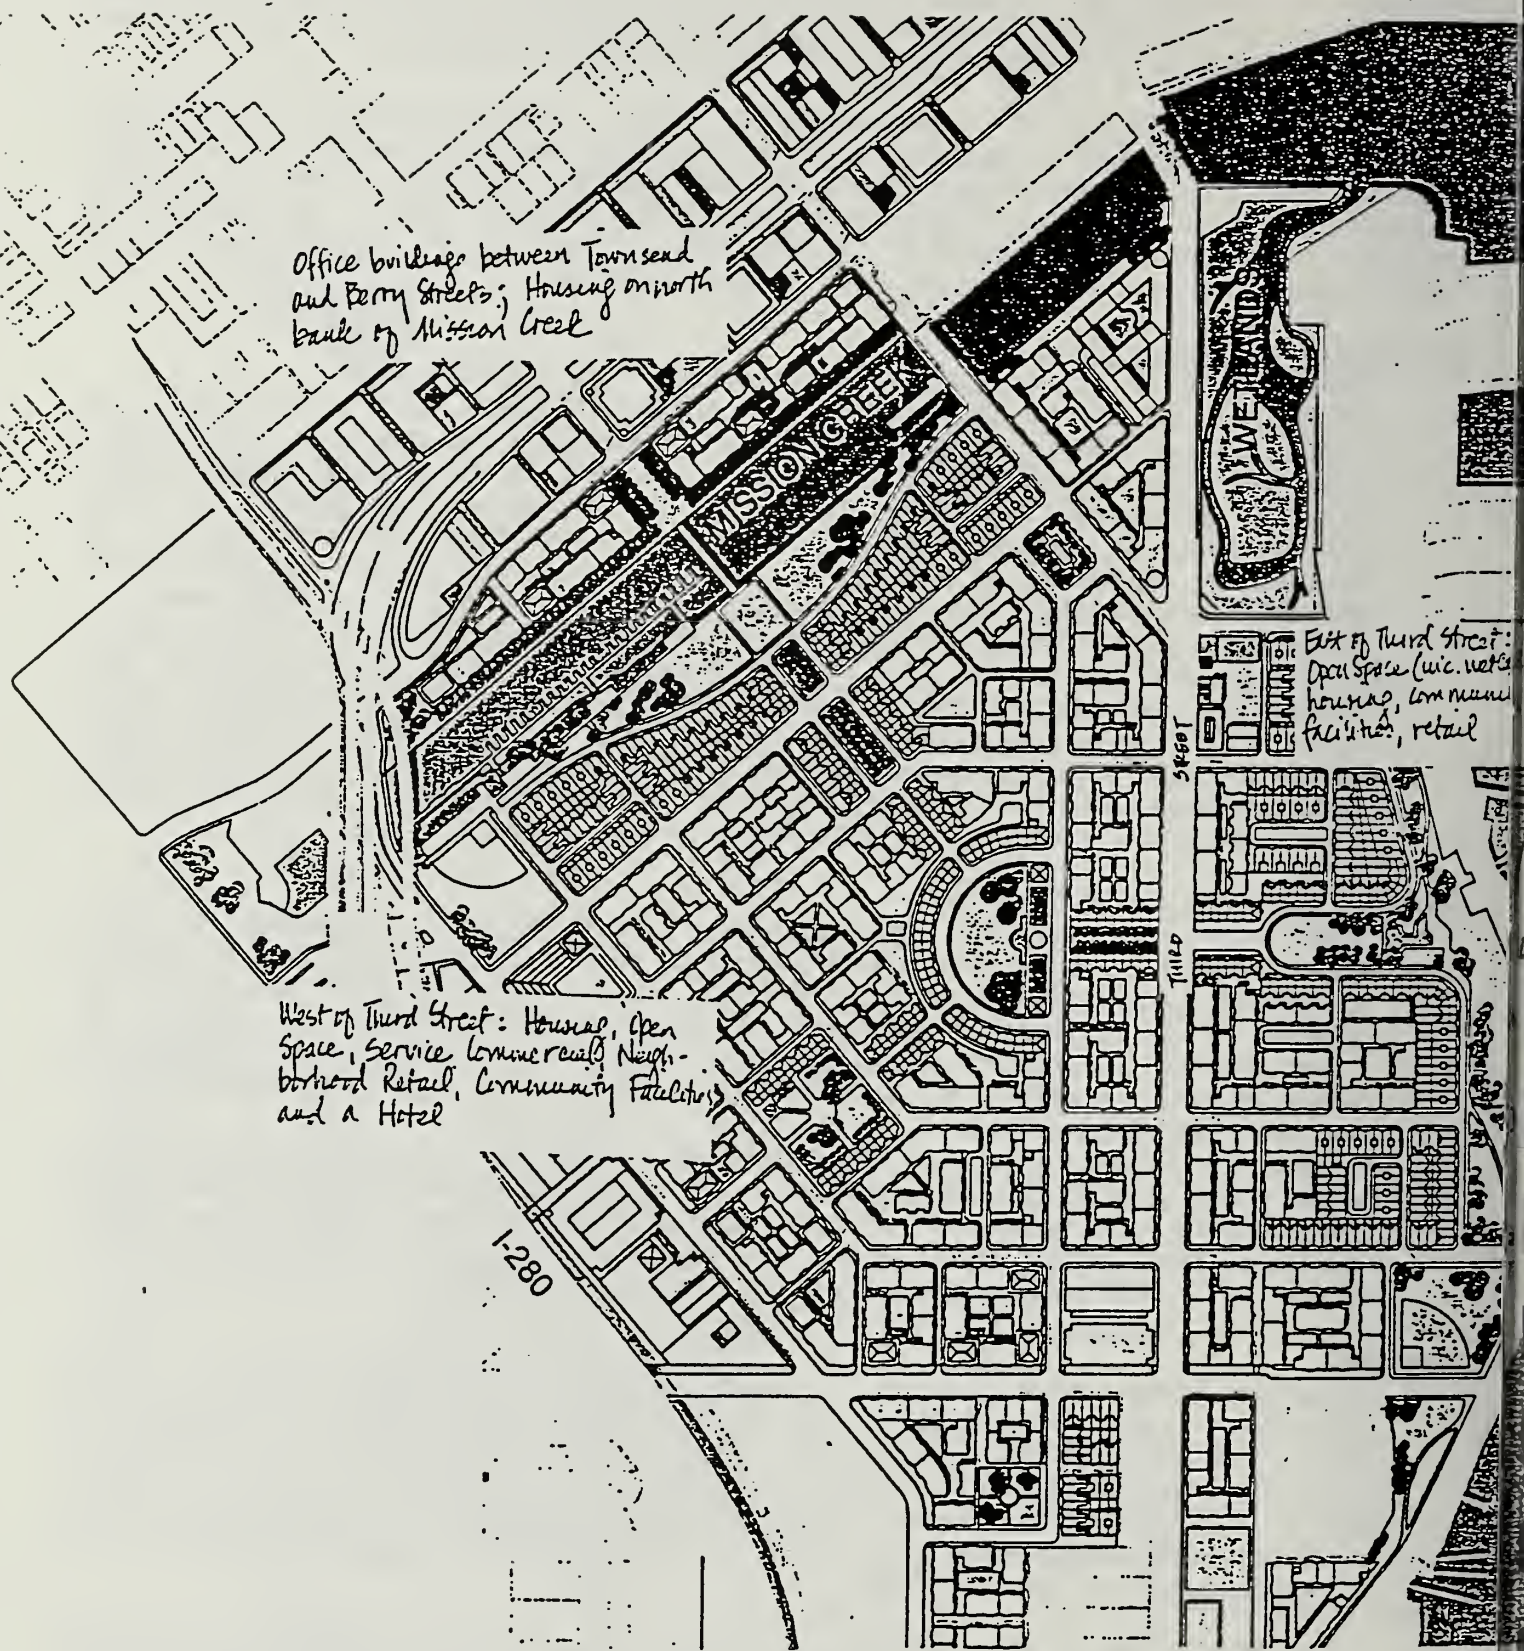 Office buildings between Townsend
and Berry Streets; Housing on north
bank of Mission Creek
MISSION CREEK
WETLANDS
East of Third Street:
Open Space (inc.
housing,
facilities, retail
STREET
THIRD
West of Third Street: Housing, Open
Space, Service Commercial, Neigh-
borhood Retail, Community Facilities,
and a Hotel
I-280